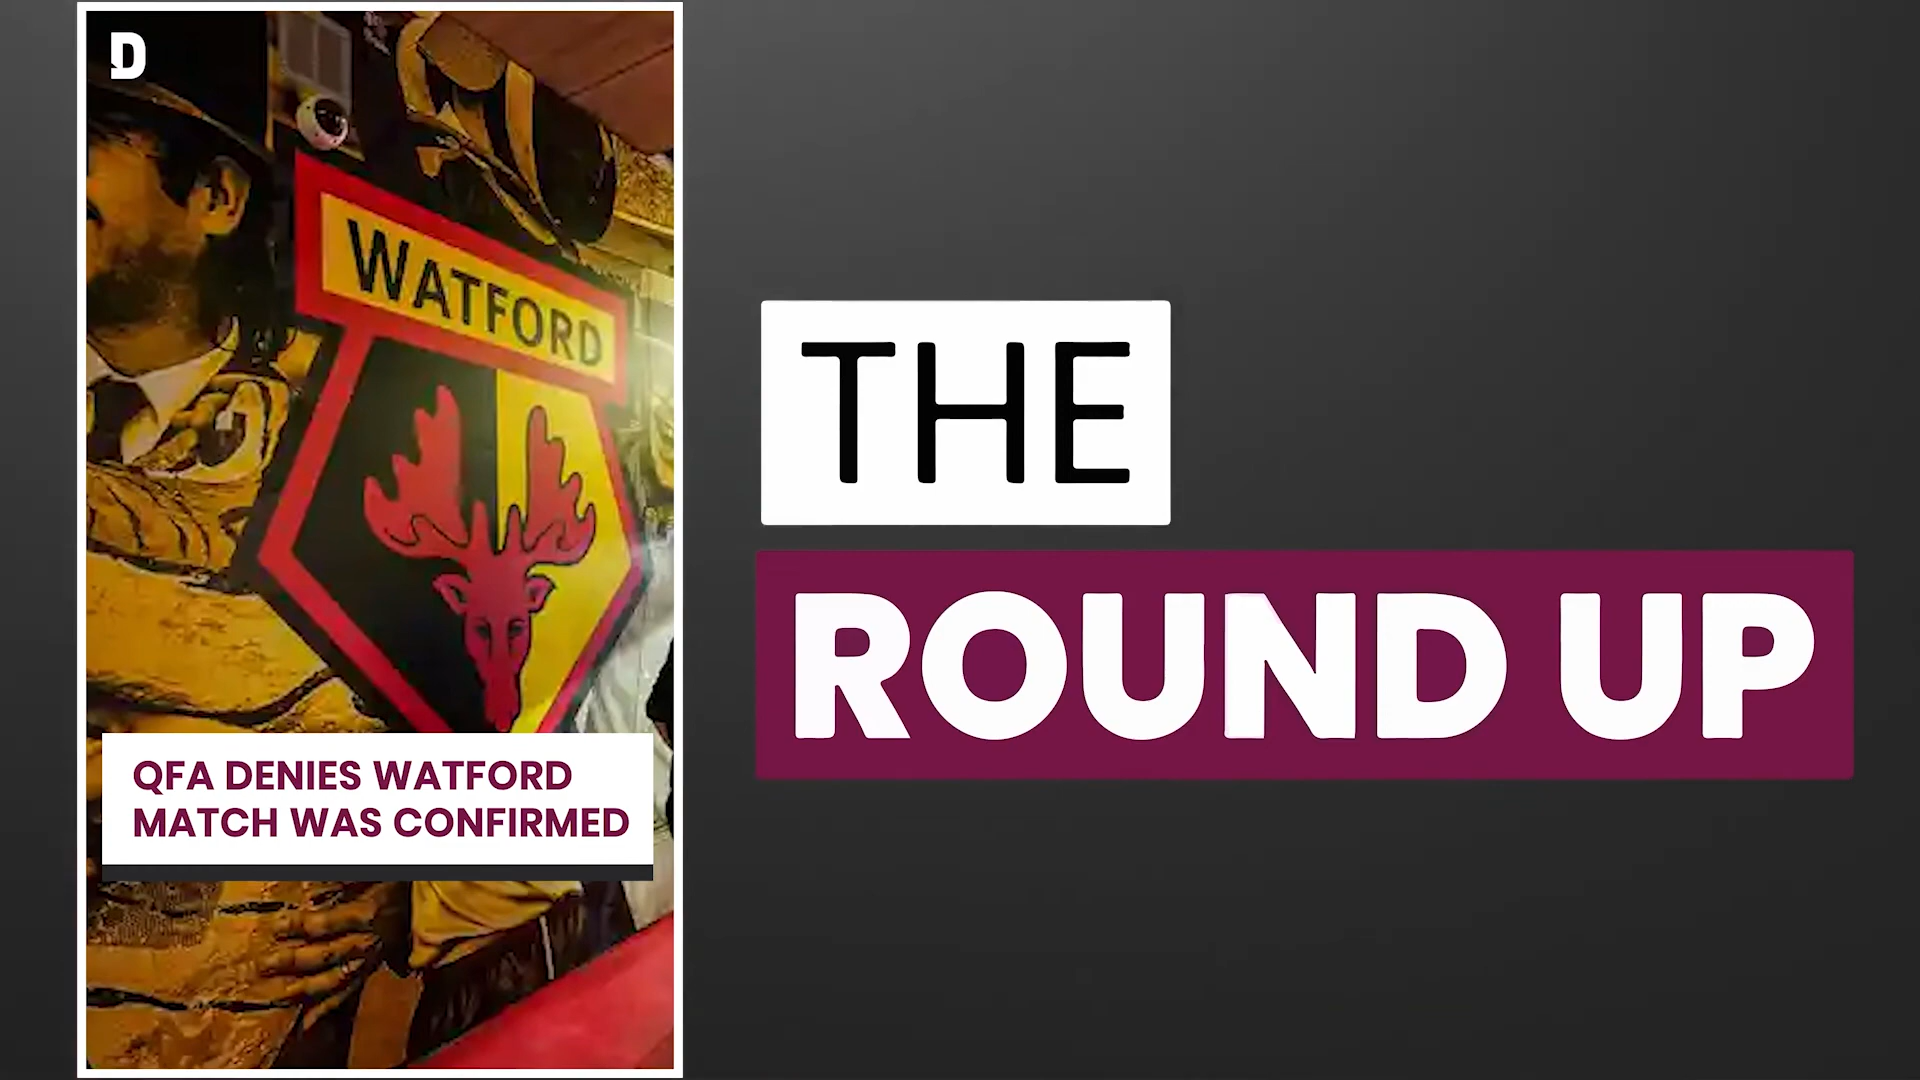 D
WATFORD
QFA DENIES WATFORD
MATCH WAS CONFIRMED
THE
ROUND UP